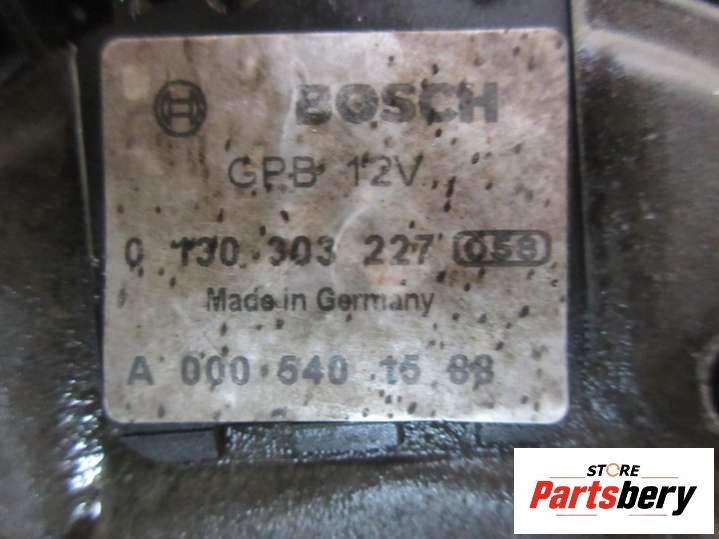 BOSCH
GPB 12V
0 130 303 227 058
Made in Germany
A 000 540 15 88
STORE
Partsbery